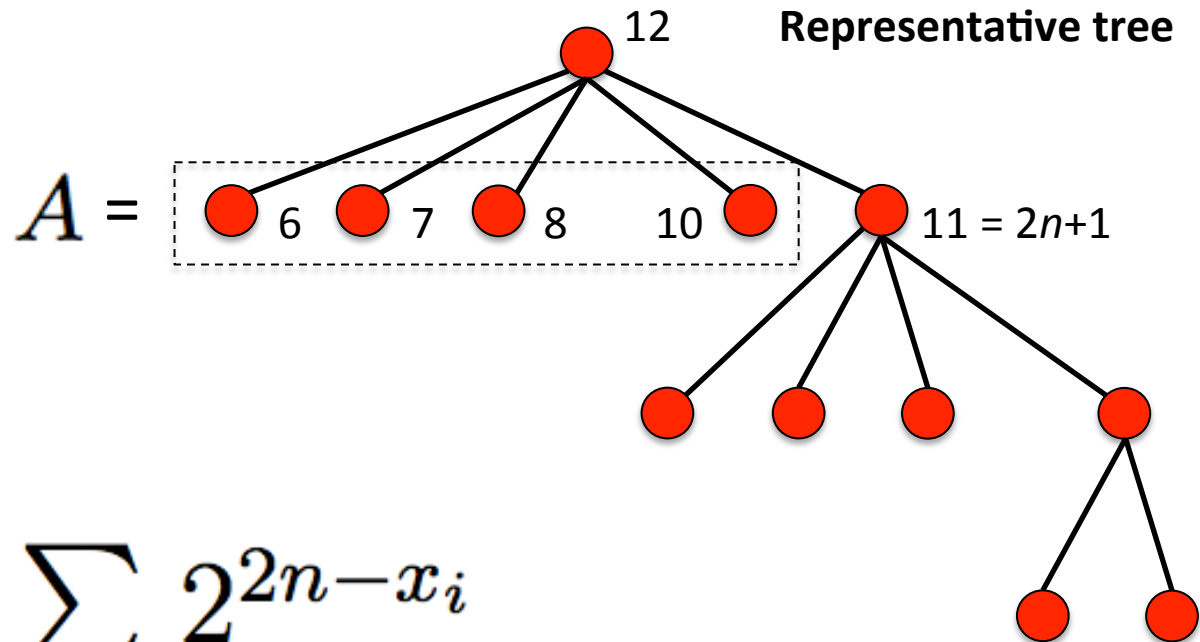 12
Representative tree
A =
6
7
8
10
11 = 2n+1
∑ 2^{2n−x_i}